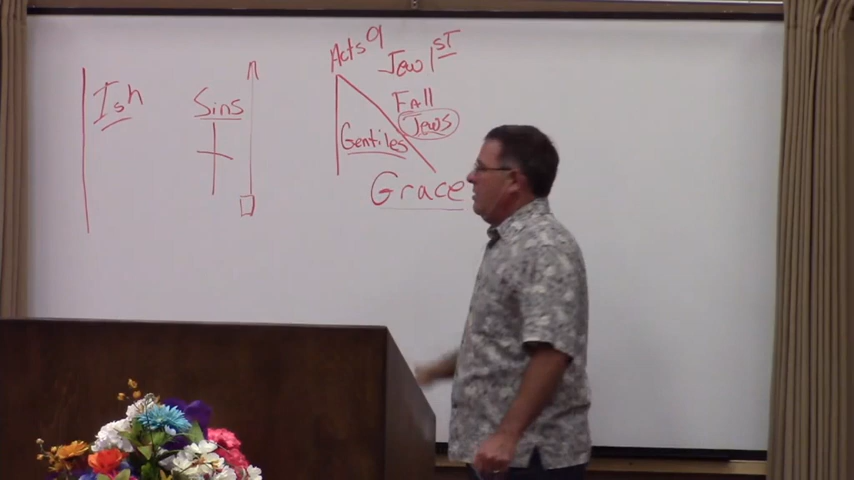 Ish
Sins
Acts 9
Jew 1ST
Fall
Jews
Gentiles
Grace